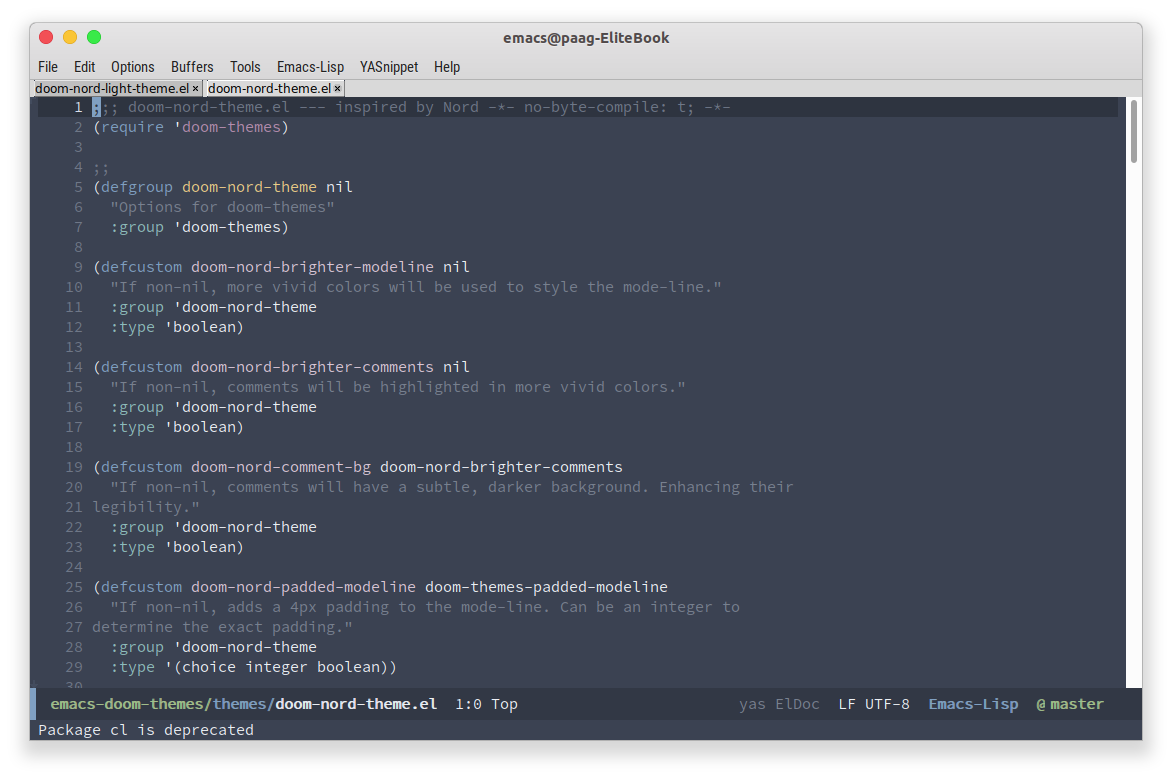 emacs@paag-EliteBook
File Edit Options Buffers Tools Emacs-Lisp YASnippet Help
doom-nord-light-theme.el × doom-nord-theme.el ×
1 ;;; doom-nord-theme.el --- inspired by Nord -*- no-byte-compile: t; -*-
2 (require 'doom-themes)
3
4 ;;
5 (defgroup doom-nord-theme nil
6   "Options for doom-themes"
7   :group 'doom-themes)
8
9 (defcustom doom-nord-brighter-modeline nil
10   "If non-nil, more vivid colors will be used to style the mode-line."
11   :group 'doom-nord-theme
12   :type 'boolean)
13
14 (defcustom doom-nord-brighter-comments nil
15   "If non-nil, comments will be highlighted in more vivid colors."
16   :group 'doom-nord-theme
17   :type 'boolean)
18
19 (defcustom doom-nord-comment-bg doom-nord-brighter-comments
20   "If non-nil, comments will have a subtle, darker background. Enhancing their
21 legibility."
22   :group 'doom-nord-theme
23   :type 'boolean)
24
25 (defcustom doom-nord-padded-modeline doom-themes-padded-modeline
26   "If non-nil, adds a 4px padding to the mode-line. Can be an integer to
27 determine the exact padding."
28   :group 'doom-nord-theme
29   :type '(choice integer boolean))
30
emacs-doom-themes/themes/doom-nord-theme.el 1:0 Top yas ElDoc LF UTF-8 Emacs-Lisp @ master
Package cl is deprecated